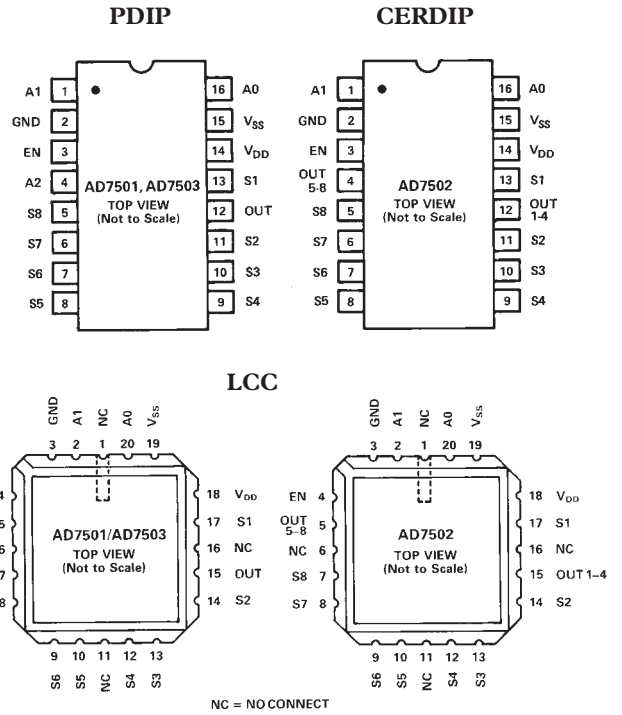 PDIP
CERDIP
A1 1 16 A0
GND 2 15 VSS
EN 3 14 VDD
A2 4 13 S1
S8 5 12 OUT
S7 6 11 S2
S6 7 10 S3
S5 8 9 S4
AD7501, AD7503
TOP VIEW
(Not to Scale)
A1 1 16 A0
GND 2 15 VSS
EN 3 14 VDD
OUT
5-8 4 13 S1
S8 5 12 OUT
1-4
S7 6 11 S2
S6 7 10 S3
S5 8 9 S4
AD7502
TOP VIEW
(Not to Scale)
LCC
GND A1 NC A0 VSS
3 2 1 20 19
4 18 VDD
5 17 S1
6 16 NC
7 15 OUT
8 14 S2
AD7501/AD7503
TOP VIEW
(Not to Scale)
9 10 11 12 13
S6 S5 NC S4 S3
GND A1 NC A0 VSS
3 2 1 20 19
EN 4 18 VDD
OUT
5–8 5 17 S1
NC 6 16 NC
S8 7 15 OUT 1–4
S7 8 14 S2
AD7502
TOP VIEW
(Not to Scale)
9 10 11 12 13
S6 S5 NC S4 S3
NC = NO CONNECT